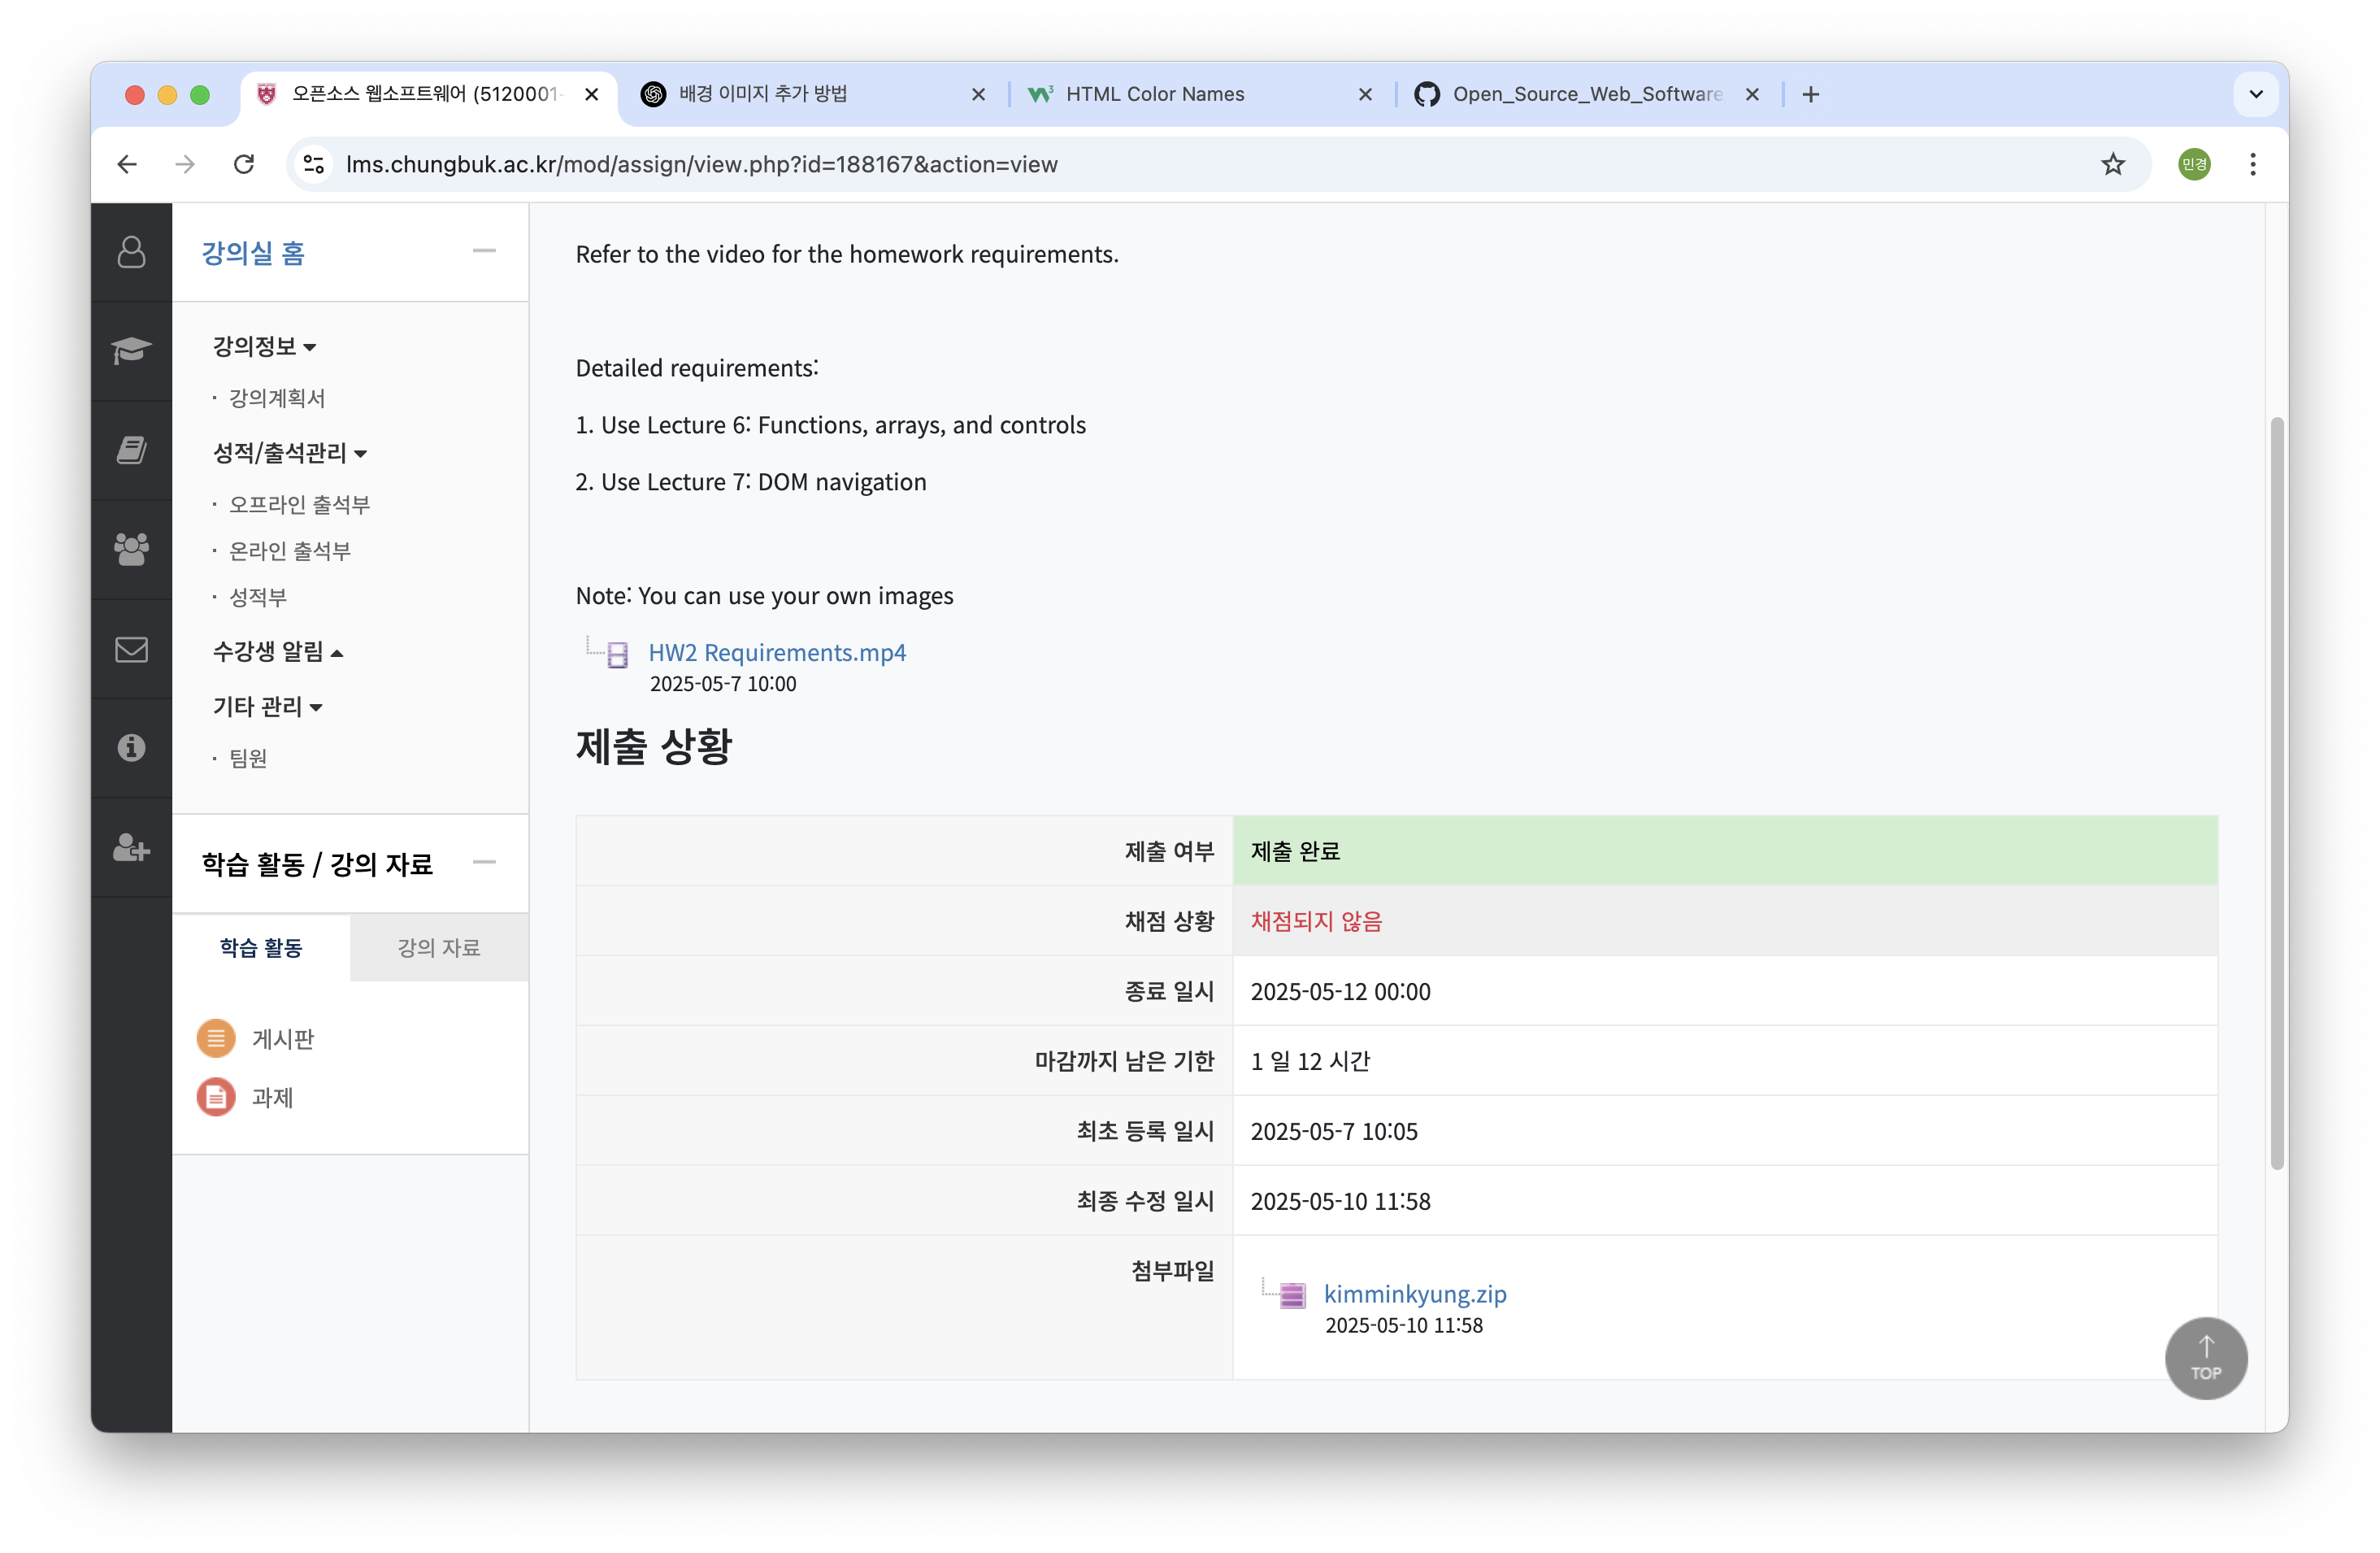 오픈소스 웹소프트웨어 (5120001-
배경 이미지 추가 방법
HTML Color Names
Open_Source_Web_Software
lms.chungbuk.ac.kr/mod/assign/view.php?id=188167&action=view
민경
강의실 홈
강의정보
· 강의계획서
성적/출석관리
· 오프라인 출석부
· 온라인 출석부
· 성적부
수강생 알림
기타 관리
· 팀원
학습 활동 / 강의 자료
학습 활동
강의 자료
게시판
과제
Refer to the video for the homework requirements.
Detailed requirements:
1. Use Lecture 6: Functions, arrays, and controls
2. Use Lecture 7: DOM navigation
Note: You can use your own images
HW2 Requirements.mp4
2025-05-7 10:00
제출 상황
제출 여부 제출 완료
채점 상황 채점되지 않음
종료 일시 2025-05-12 00:00
마감까지 남은 기한 1 일 12 시간
최초 등록 일시 2025-05-7 10:05
최종 수정 일시 2025-05-10 11:58
첨부파일
kimminkyung.zip
2025-05-10 11:58
TOP